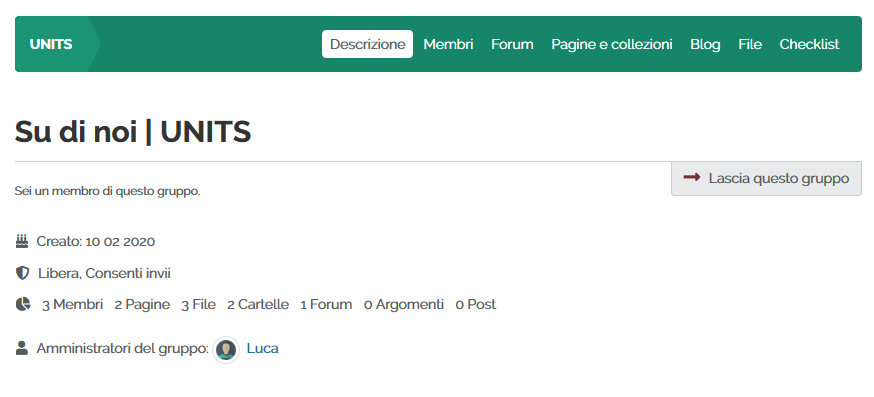 UNITS Descrizione Membri Forum Pagine e collezioni Blog File Checklist
Su di noi | UNITS
Lascia questo gruppo
Sei un membro di questo gruppo.
Creato: 10 02 2020
Libera, Consenti invii
3 Membri 2 Pagine 3 File 2 Cartelle 1 Forum 0 Argomenti 0 Post
Amministratori del gruppo: Luca